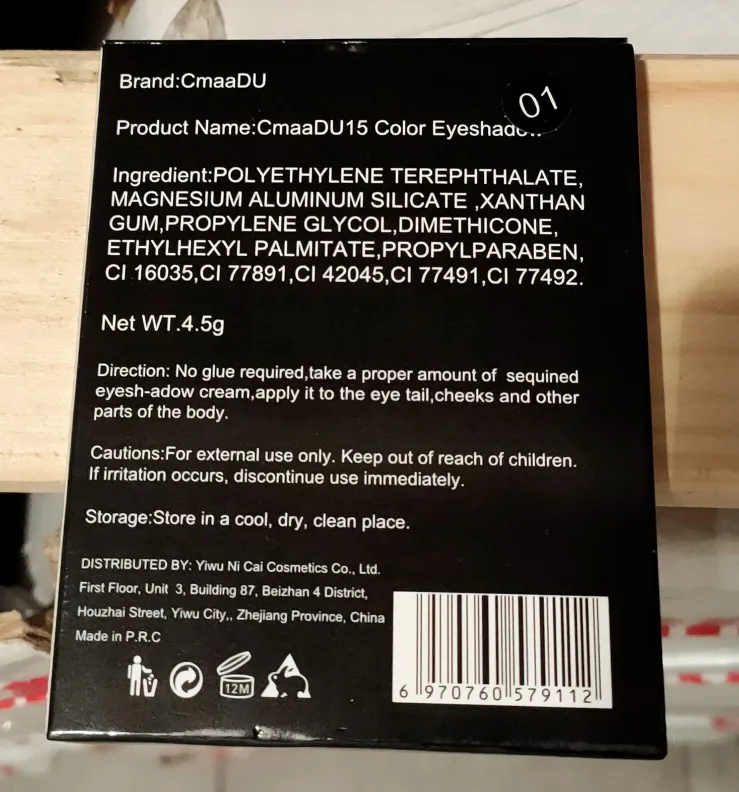 Brand:CmaaDU
01
Product Name:CmaaDU15 Color
Ingredient:POLYETHYLENE TEREPHTHALATE,
MAGNESIUM ALUMINUM SILICATE ,XANTHAN
GUM,PROPYLENE GLYCOL,DIMETHICONE,
ETHYLHEXYL PALMITATE,PROPYLPARABEN,
CI 16035,CI 77891,CI 42045,CI 77491,CI 77492.
Net WT.4.5g
Direction: No glue required,take a proper amount of sequined
eyesh-adow cream,apply it to the eye tail,cheeks and other
parts of the body.
Cautions:For external use only. Keep out of reach of children.
If irritation occurs, discontinue use immediately.
Storage:Store in a cool, dry, clean place.
DISTRIBUTED BY: Yiwu Ni Cai Cosmetics Co., Ltd.
First Floor, Unit 3, Building 87, Beizhan 4 District,
Houzhai Street, Yiwu City,, Zhejiang Province, China
Made in P.R.C
12M
6 970760 579112